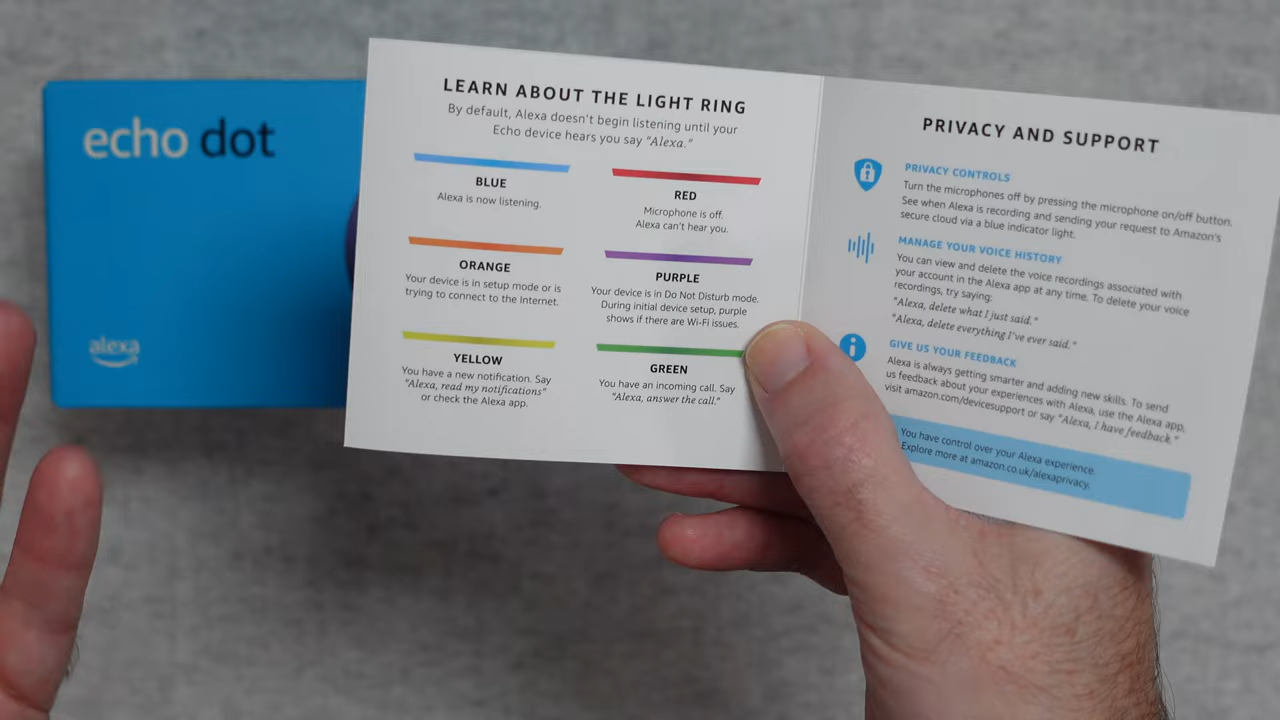 echo dot
alexa
LEARN ABOUT THE LIGHT RING
By default, Alexa doesn't begin listening until your
Echo device hears you say "Alexa."
BLUE
Alexa is now listening.
RED
Microphone is off.
Alexa can't hear you.
ORANGE
Your device is in setup mode or is
trying to connect to the Internet.
PURPLE
Your device is in Do Not Disturb mode.
During initial device setup, purple
shows if there are Wi-Fi issues.
YELLOW
You have a new notification. Say
"Alexa, read my notifications"
or check the Alexa app.
GREEN
You have an incoming call. Say
"Alexa, answer the call."
PRIVACY AND SUPPORT
PRIVACY CONTROLS
Turn the microphones off by pressing the microphone on/off button.
See when Alexa is recording and sending your request to Amazon's
secure cloud via a blue indicator light.
MANAGE YOUR VOICE HISTORY
You can view and delete the voice recordings associated with
your account in the Alexa app at any time. To delete your voice
recordings, try saying:
"Alexa, delete what I just said."
"Alexa, delete everything I've ever said."
GIVE US YOUR FEEDBACK
Alexa is always getting smarter and adding new skills. To send
us feedback about your experiences with Alexa, use the Alexa app,
visit amazon.com/devicesupport or say "Alexa, I have feedback."
You have control over your Alexa experience.
Explore more at amazon.co.uk/alexaprivacy.